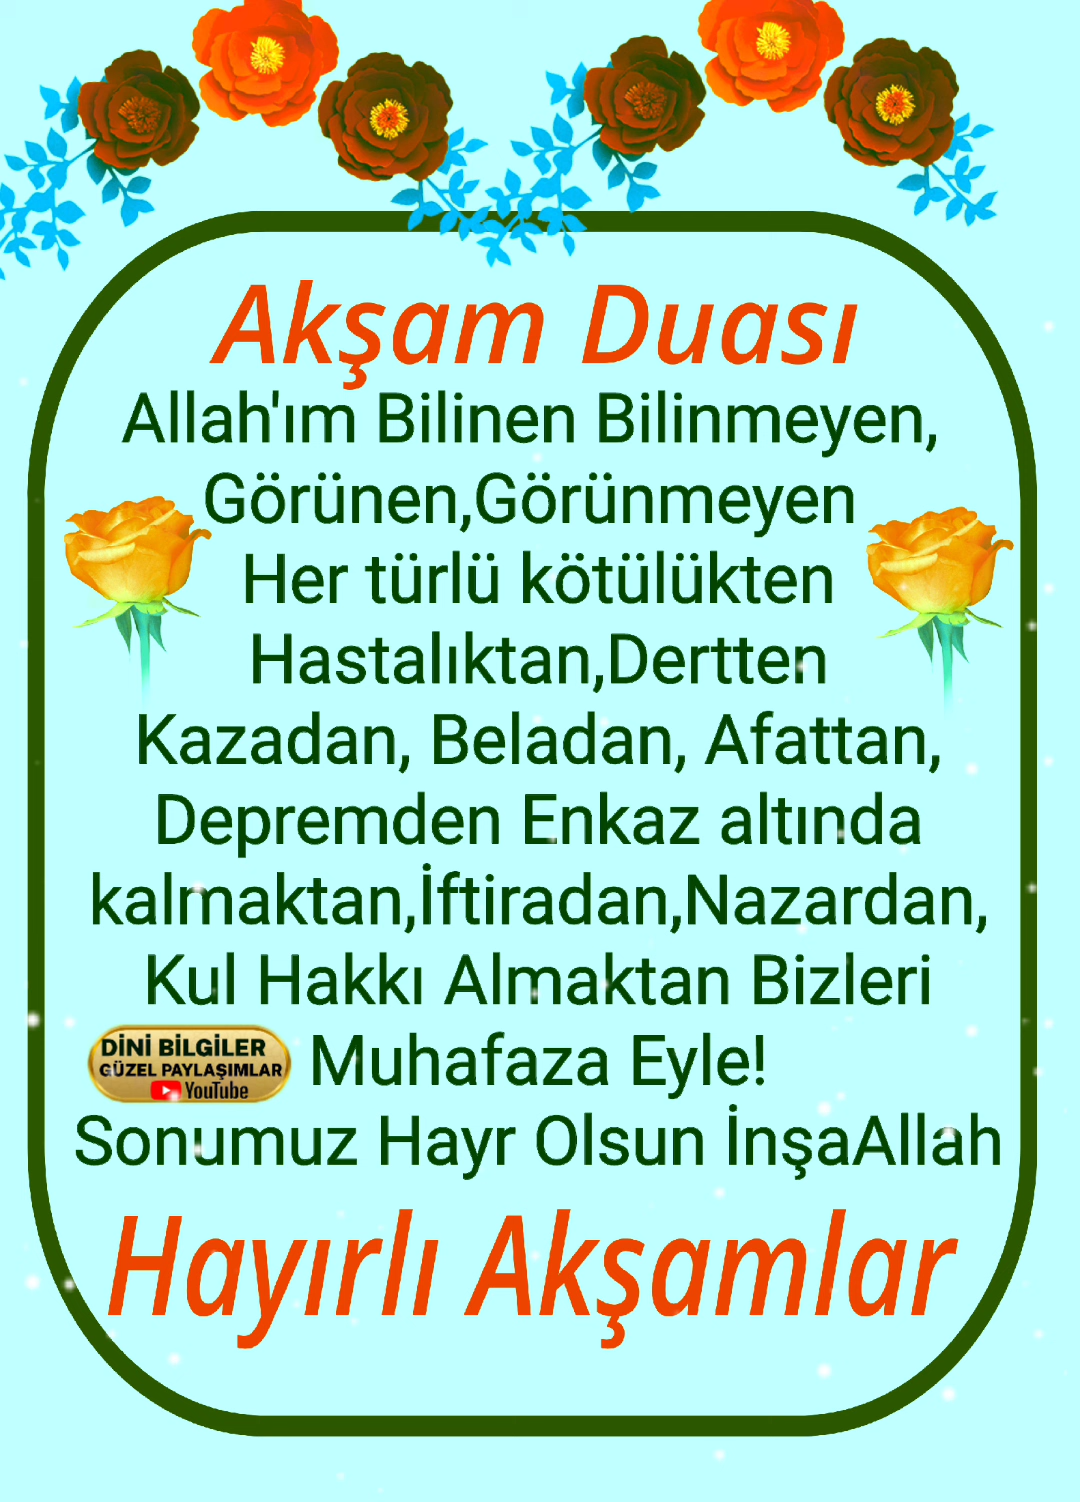 Akşam Duası
Allah'ım Bilinen Bilinmeyen,
Görünen,Görünmeyen
Her türlü kötülükten
Hastalıktan,Dertten
Kazadan, Beladan, Afattan,
Depremden Enkaz altında
kalmaktan,İftiradan,Nazardan,
Kul Hakkı Almaktan Bizleri
Muhafaza Eyle!
DİNİ BİLGİLER
GÜZEL PAYLAŞIMLAR
YouTube
Sonumuz Hayr Olsun İnşaAllah
Hayırlı Akşamlar